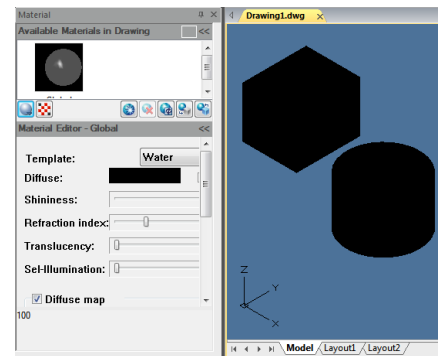 Material
Available Materials in Drawing <<
Material Editor - Global <<
Template: Water
Diffuse:
Shininess:
Refraction index:
Translucency:
Sel-Illumination:
Diffuse map
100
Drawing1.dwg
Z
Y
X
Model Layout1 Layout2